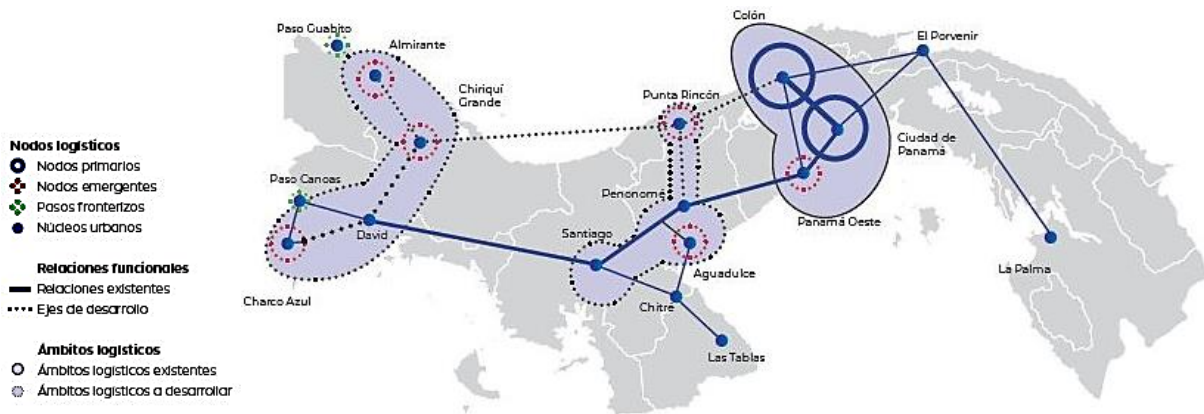 Nodos logísticos
Nodos primarios
Nodos emergentes
Pasos fronterizos
Núcleos urbanos
Relaciones funcionales
Relaciones existentes
Ejes de desarrollo
Ámbitos logísticos
Ámbitos logísticos existentes
Ámbitos logísticos a desarrollar
Paso Guabito
Almirante
Chiriquí
Grande
Paso Canoas
David
Charco Azul
Santiago
Punta Rincón
Penonomé
Aguadulce
Chitré
Las Tablas
Colón
Ciudad de
Panamá
Panamá Oeste
El Porvenir
La Palma